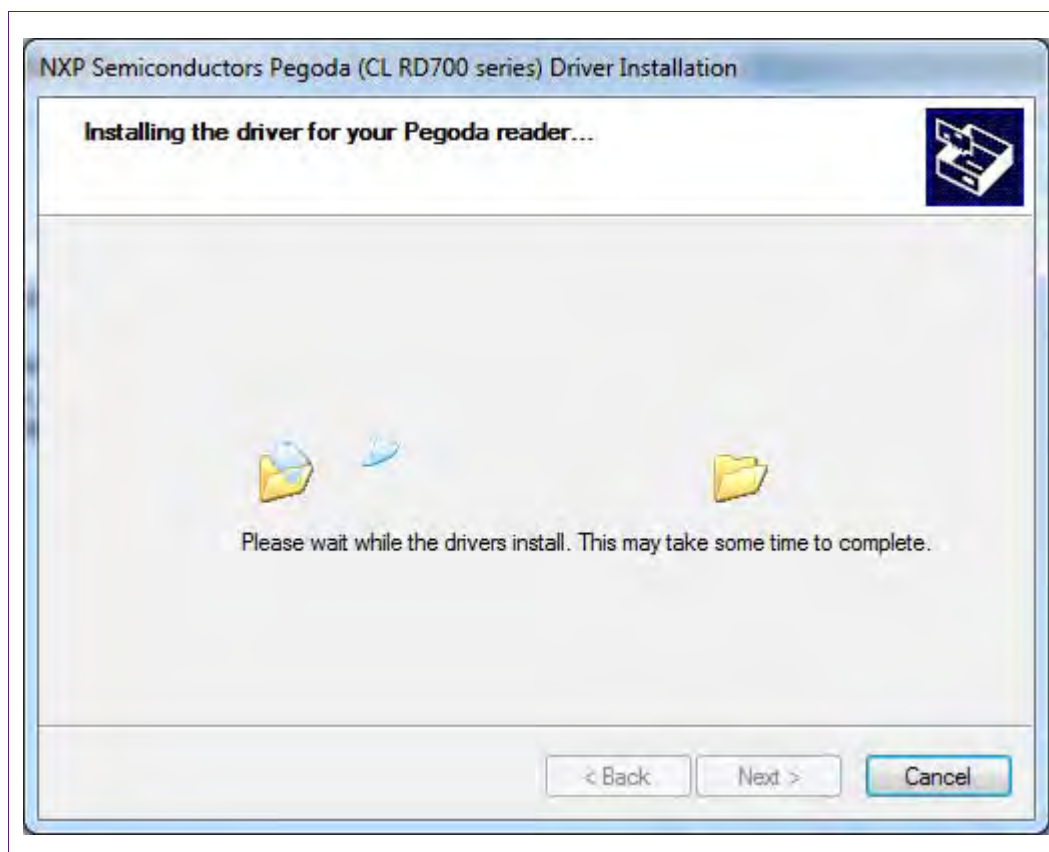 NXP Semiconductors Pegoda (CL RD700 series) Driver Installation
Installing the driver for your Pegoda reader...
Please wait while the drivers install. This may take some time to complete.
< Back
Next >
Cancel